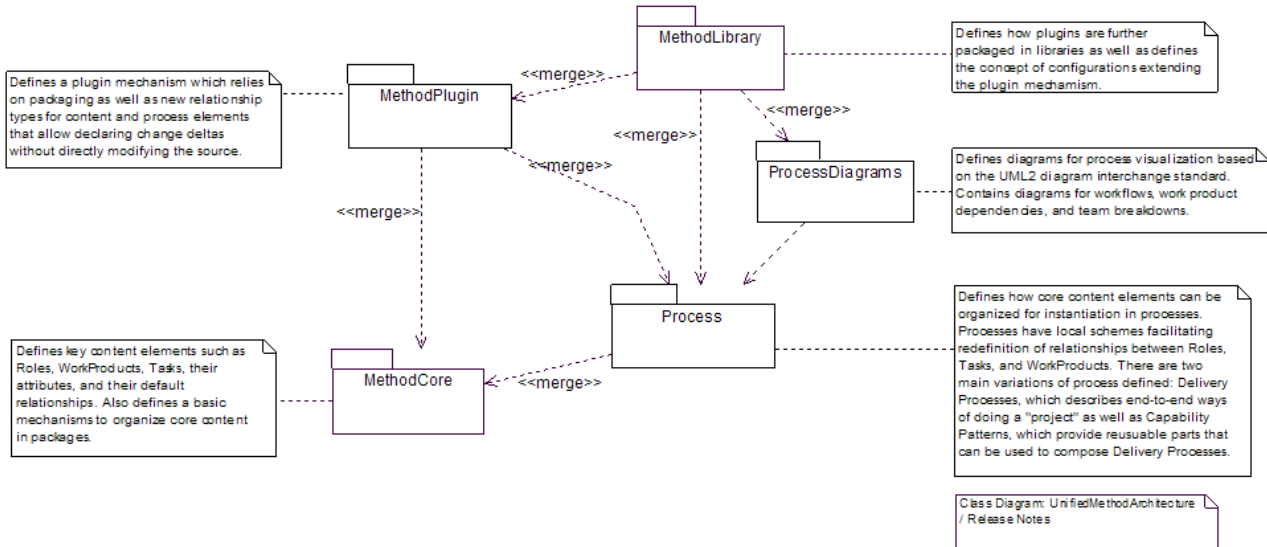 MethodLibrary
Defines how plugins are further
packaged in libraries as well as defines
the concept of configurations extending
the plugin mechamism.
<<merge>>
Defines a plugin mechanism which relies
on packaging as well as new relationship
types for content and process elements
that allow declaring change deltas
without directly modifying the source.
MethodPlugin
<<merge>>
<<merge>>
<<merge>>
ProcessDiagrams
Defines diagrams for process visualization based
on the UML2 diagram interchange standard.
Contains diagrams for workflows, work product
dependencies, and team breakdowns.
<<merge>>
Process
Defines how core content elements can be
organized for instantiation in processes.
Processes have local schemes facilitating
redefinition of relationships between Roles,
Tasks, and WorkProducts. There are two
main variations of process defined: Delivery
Processes, which describes end-to-end ways
of doing a "project" as well as Capability
Patterns, which provide reusuable parts that
can be used to compose Delivery Processes.
Defines key content elements such as
Roles, WorkProducts, Tasks, their
attributes, and their default
relationships. Also defines a basic
mechanisms to organize core content
in packages.
MethodCore
<<merge>>
Class Diagram: UnifiedMethodArchitecture
/ Release Notes